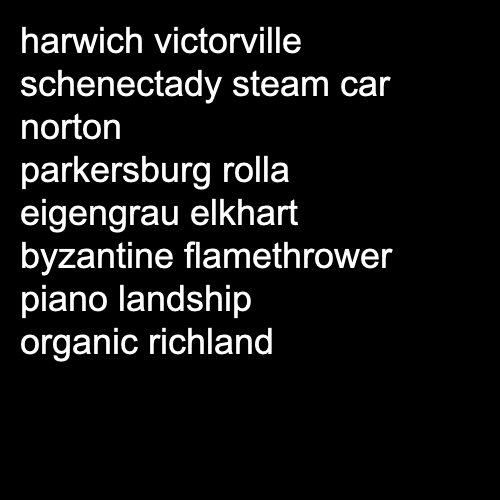 harwich victorville
schenectady steam car
norton
parkersburg rolla
eigengrau elkhart
byzantine flamethrower
piano landship
organic richland